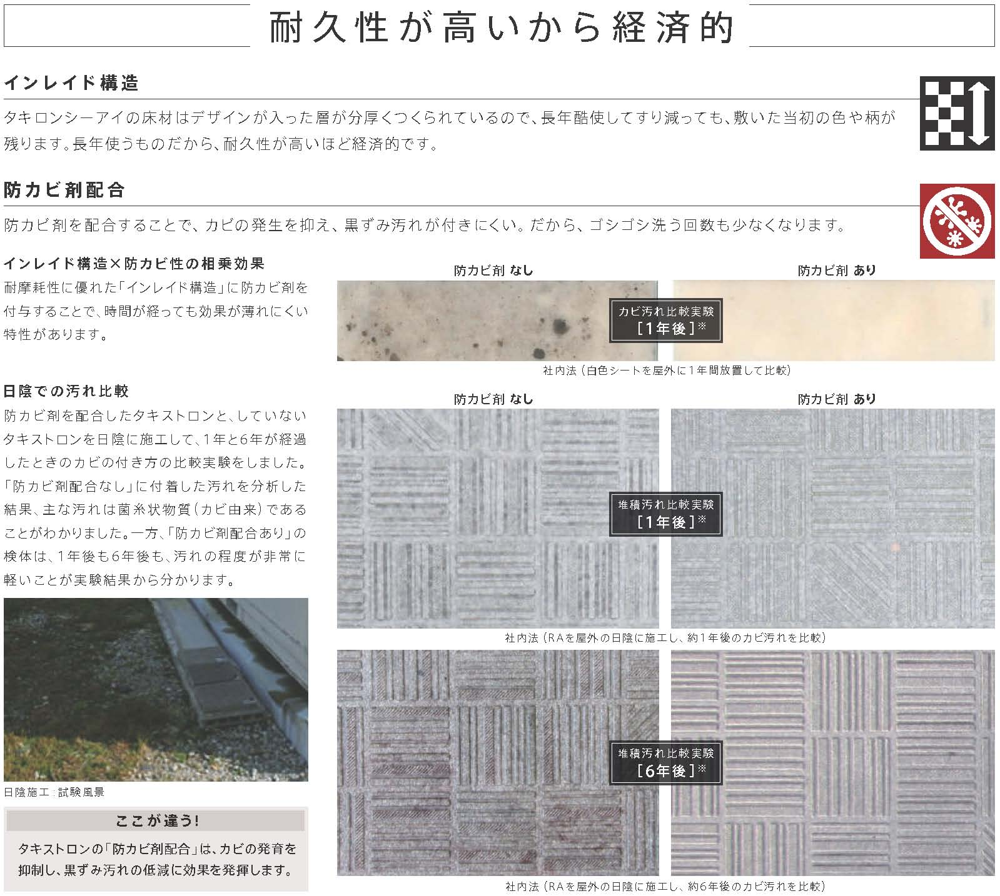 耐久性が高いから経済的
インレイド構造
タキロンシーアイの床材はデザインが入った層が分厚くつくられているので、長年酷使してすり減っても、敷いた当初の色や柄が
残ります。長年使うものだから、耐久性が高いほど経済的です。
防カビ剤配合
防カビ剤を配合することで、カビの発生を抑え、黒ずみ汚れが付きにくい。だから、ゴシゴシ洗う回数も少なくなります。
インレイド構造×防カビ性の相乗効果
耐摩耗性に優れた「インレイド構造」に防カビ剤を
付与することで、時間が経っても効果が薄れにくい
特性があります。
防カビ剤 なし
防カビ剤 あり
カビ汚れ比較実験
[1年後]※
社内法（白色シートを屋外に1年間放置して比較）
日陰での汚れ比較
防カビ剤を配合したタキストロンと、していない
タキストロンを日陰に施工して、1年と6年が経過
したときのカビの付き方の比較実験をしました。
「防カビ剤配合なし」に付着した汚れを分析した
結果、主な汚れは菌糸状物質（カビ由来）である
ことがわかりました。一方、「防カビ剤配合あり」の
検体は、1年後も6年後も、汚れの程度が非常に
軽いことが実験結果から分かります。
防カビ剤 なし
防カビ剤 あり
堆積汚れ比較実験
[1年後]※
社内法（RAを屋外の日陰に施工し、約1年後のカビ汚れを比較）
堆積汚れ比較実験
[6年後]※
社内法（RAを屋外の日陰に施工し、約6年後のカビ汚れを比較）
日陰施工：試験風景
ここが違う!
タキストロンの「防カビ剤配合」は、カビの発育を
抑制し、黒ずみ汚れの低減に効果を発揮します。